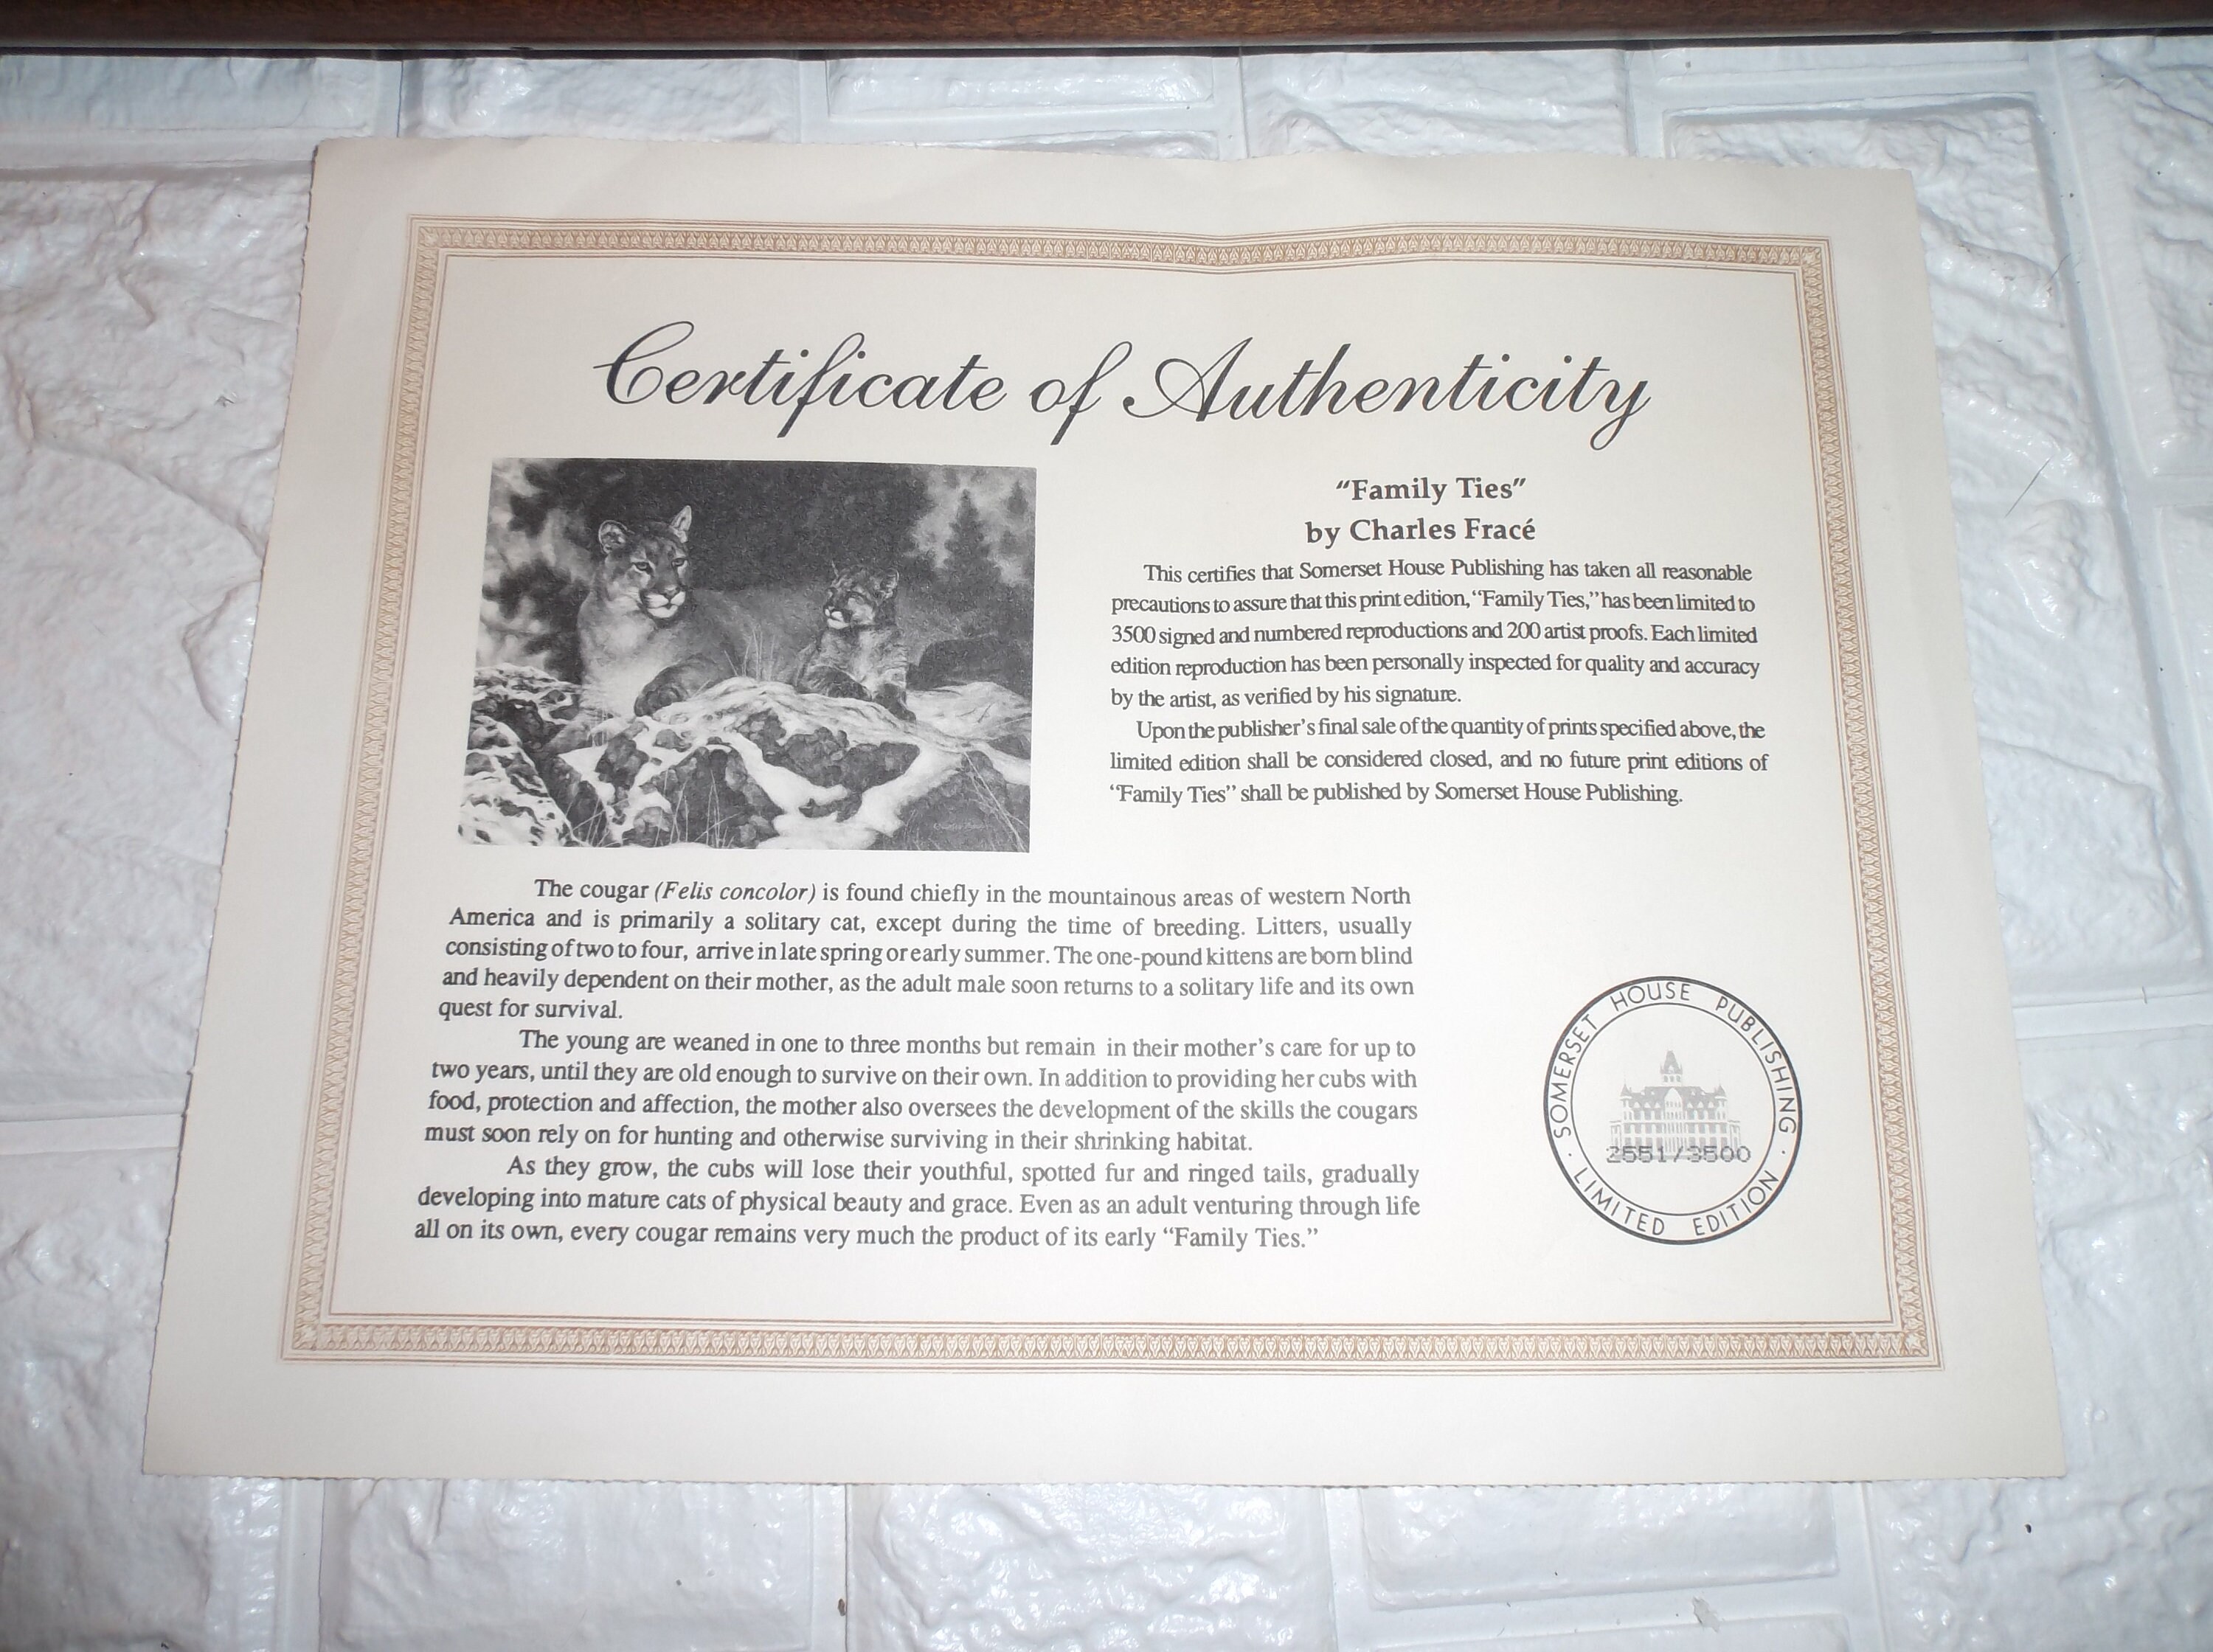 Certificate of Authenticity
“Family Ties”
by Charles Fracé
This certifies that Somerset House Publishing has taken all reasonable
precautions to assure that this print edition, “Family Ties,” has been limited to
3500 signed and numbered reproductions and 200 artist proofs. Each limited
edition reproduction has been personally inspected for quality and accuracy
by the artist, as verified by his signature.
Upon the publisher’s final sale of the quantity of prints specified above, the
limited edition shall be considered closed, and no future print editions of
“Family Ties” shall be published by Somerset House Publishing.
The cougar (Felis concolor) is found chiefly in the mountainous areas of western North
America and is primarily a solitary cat, except during the time of breeding. Litters, usually
consisting of two to four, arrive in late spring or early summer. The one-pound kittens are born blind
and heavily dependent on their mother, as the adult male soon returns to a solitary life and its own
quest for survival.
The young are weaned in one to three months but remain in their mother’s care for up to
two years, until they are old enough to survive on their own. In addition to providing her cubs with
food, protection and affection, the mother also oversees the development of the skills the cougars
must soon rely on for hunting and otherwise surviving in their shrinking habitat.
As they grow, the cubs will lose their youthful, spotted fur and ringed tails, gradually
developing into mature cats of physical beauty and grace. Even as an adult venturing through life
all on its own, every cougar remains very much the product of its early “Family Ties.”
SOMERSET HOUSE PUBLISHING
2551/3500
· LIMITED EDITION ·